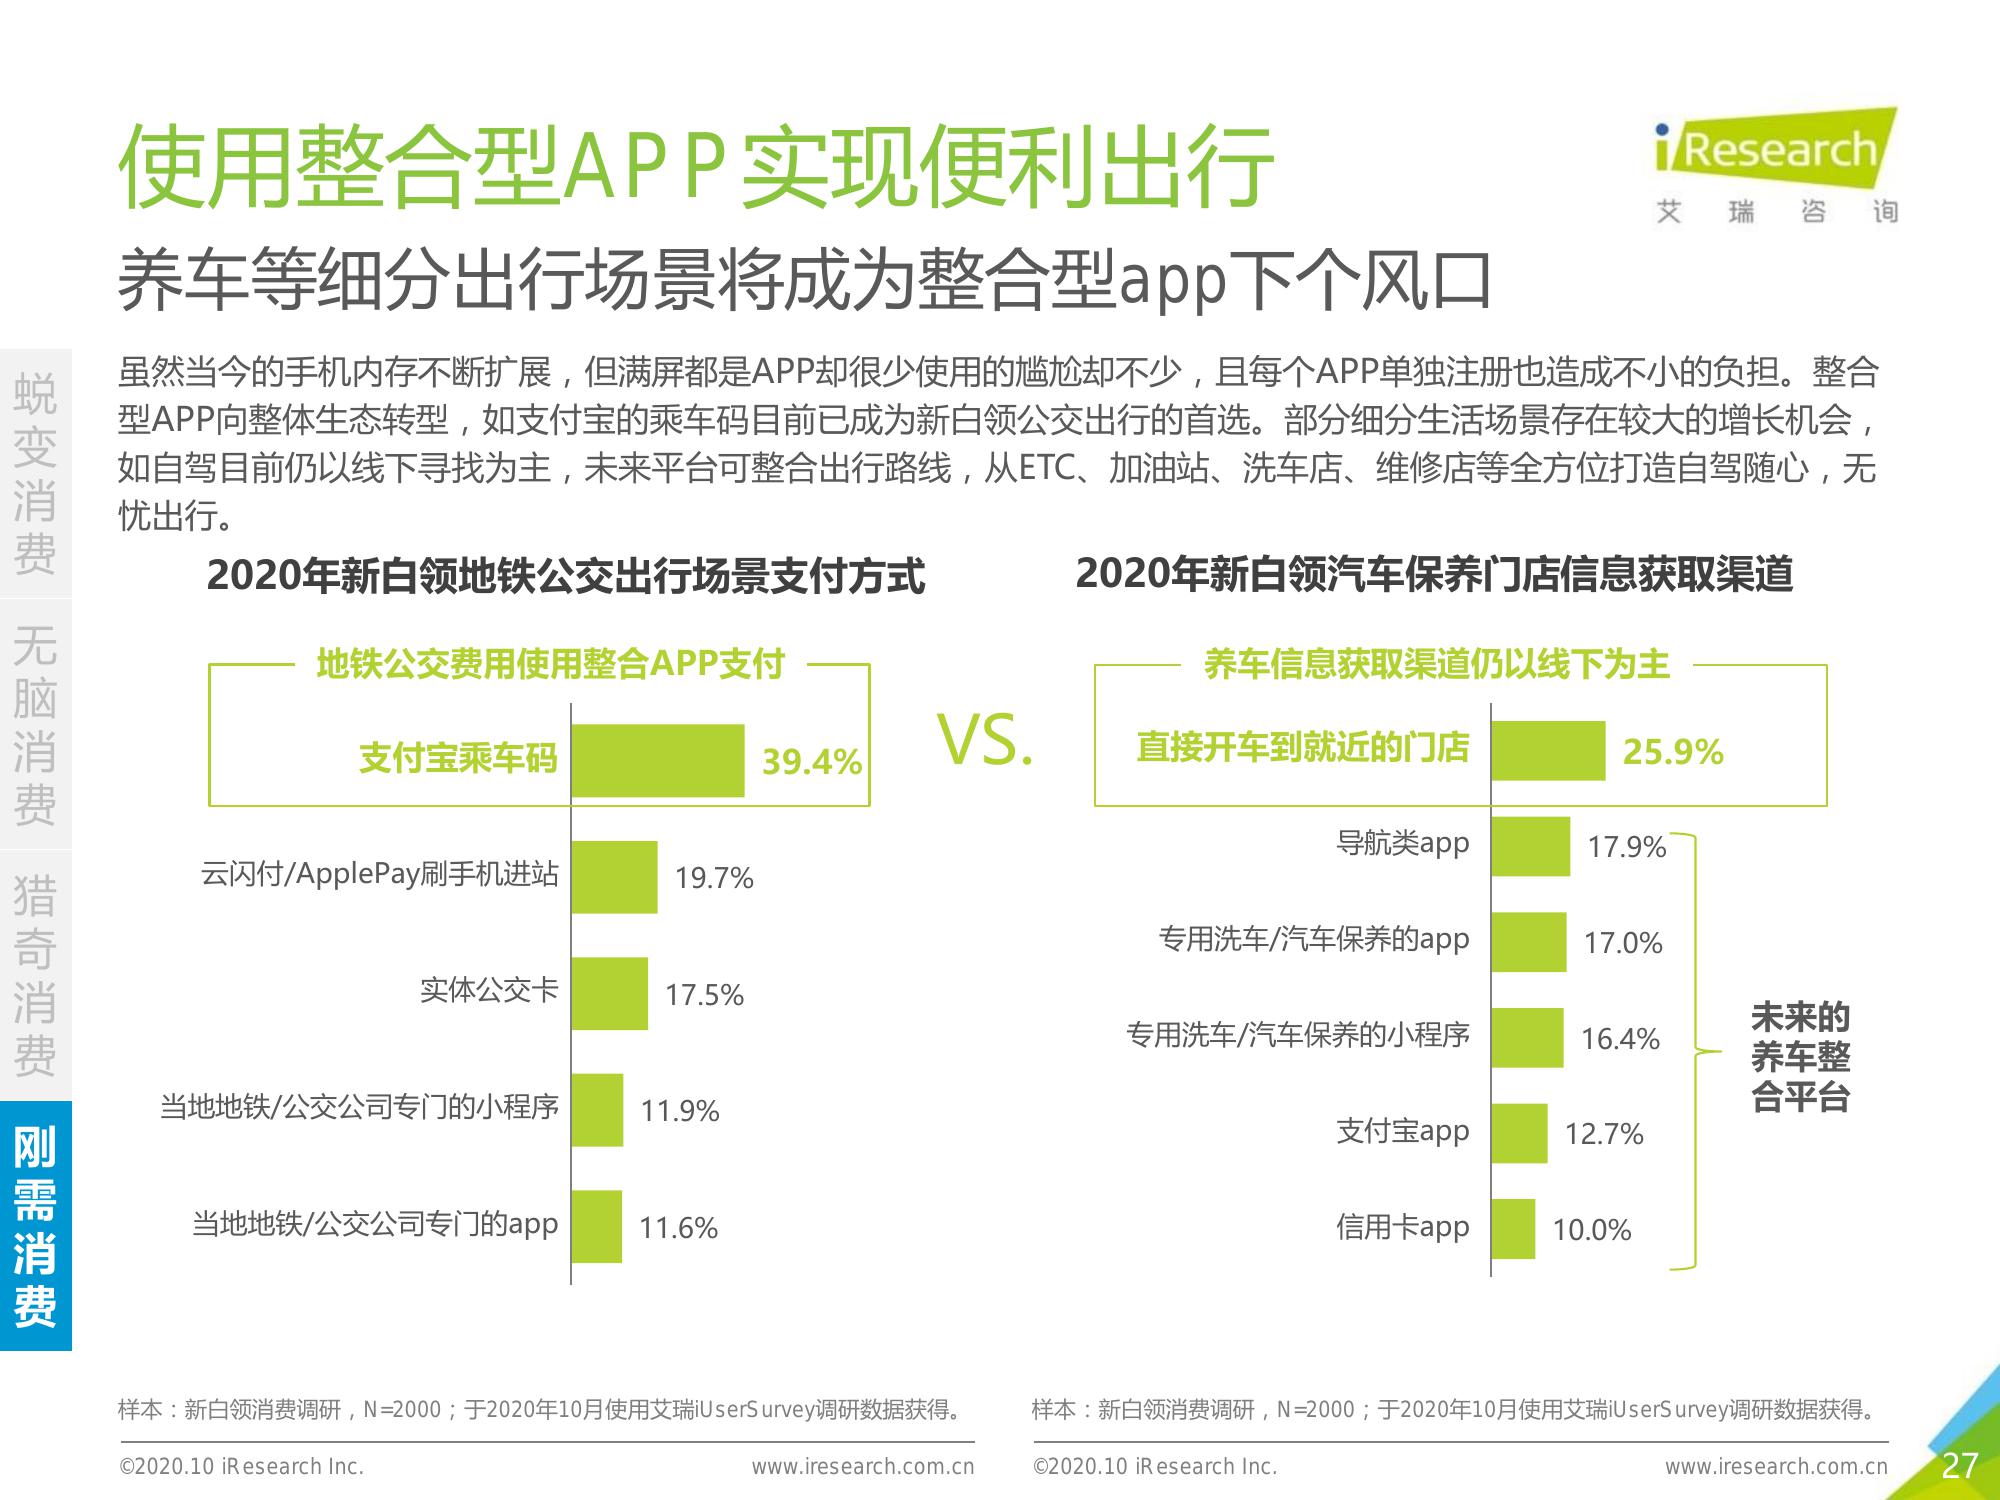 使用整合型APP实现便利出行
iResearch
艾瑞咨询
养车等细分出行场景将成为整合型app下个风口
虽然当今的手机内存不断扩展，但满屏都是APP却很少使用的尴尬却不少，且每个APP单独注册也造成不小的负担。整合
型APP向整体生态转型，如支付宝的乘车码目前已成为新白领公交出行的首选。部分细分生活场景存在较大的增长机会，
如自驾目前仍以线下寻找为主，未来平台可整合出行路线，从ETC、加油站、洗车店、维修店等全方位打造自驾随心，无
忧出行。
蜕变消费
无脑消费
猎奇消费
刚需消费
2020年新白领地铁公交出行场景支付方式
地铁公交费用使用整合APP支付
支付宝乘车码 39.4%
云闪付/ApplePay刷手机进站 19.7%
实体公交卡 17.5%
当地地铁/公交公司专门的小程序 11.9%
当地地铁/公交公司专门的app 11.6%
VS.
2020年新白领汽车保养门店信息获取渠道
养车信息获取渠道仍以线下为主
直接开车到就近的门店 25.9%
导航类app 17.9%
专用洗车/汽车保养的app 17.0%
专用洗车/汽车保养的小程序 16.4%
支付宝app 12.7%
信用卡app 10.0%
未来的
养车整
合平台
样本：新白领消费调研，N=2000；于2020年10月使用艾瑞iUserSurvey调研数据获得。
样本：新白领消费调研，N=2000；于2020年10月使用艾瑞iUserSurvey调研数据获得。
©2020.10 iResearch Inc. www.iresearch.com.cn
©2020.10 iResearch Inc. www.iresearch.com.cn
27